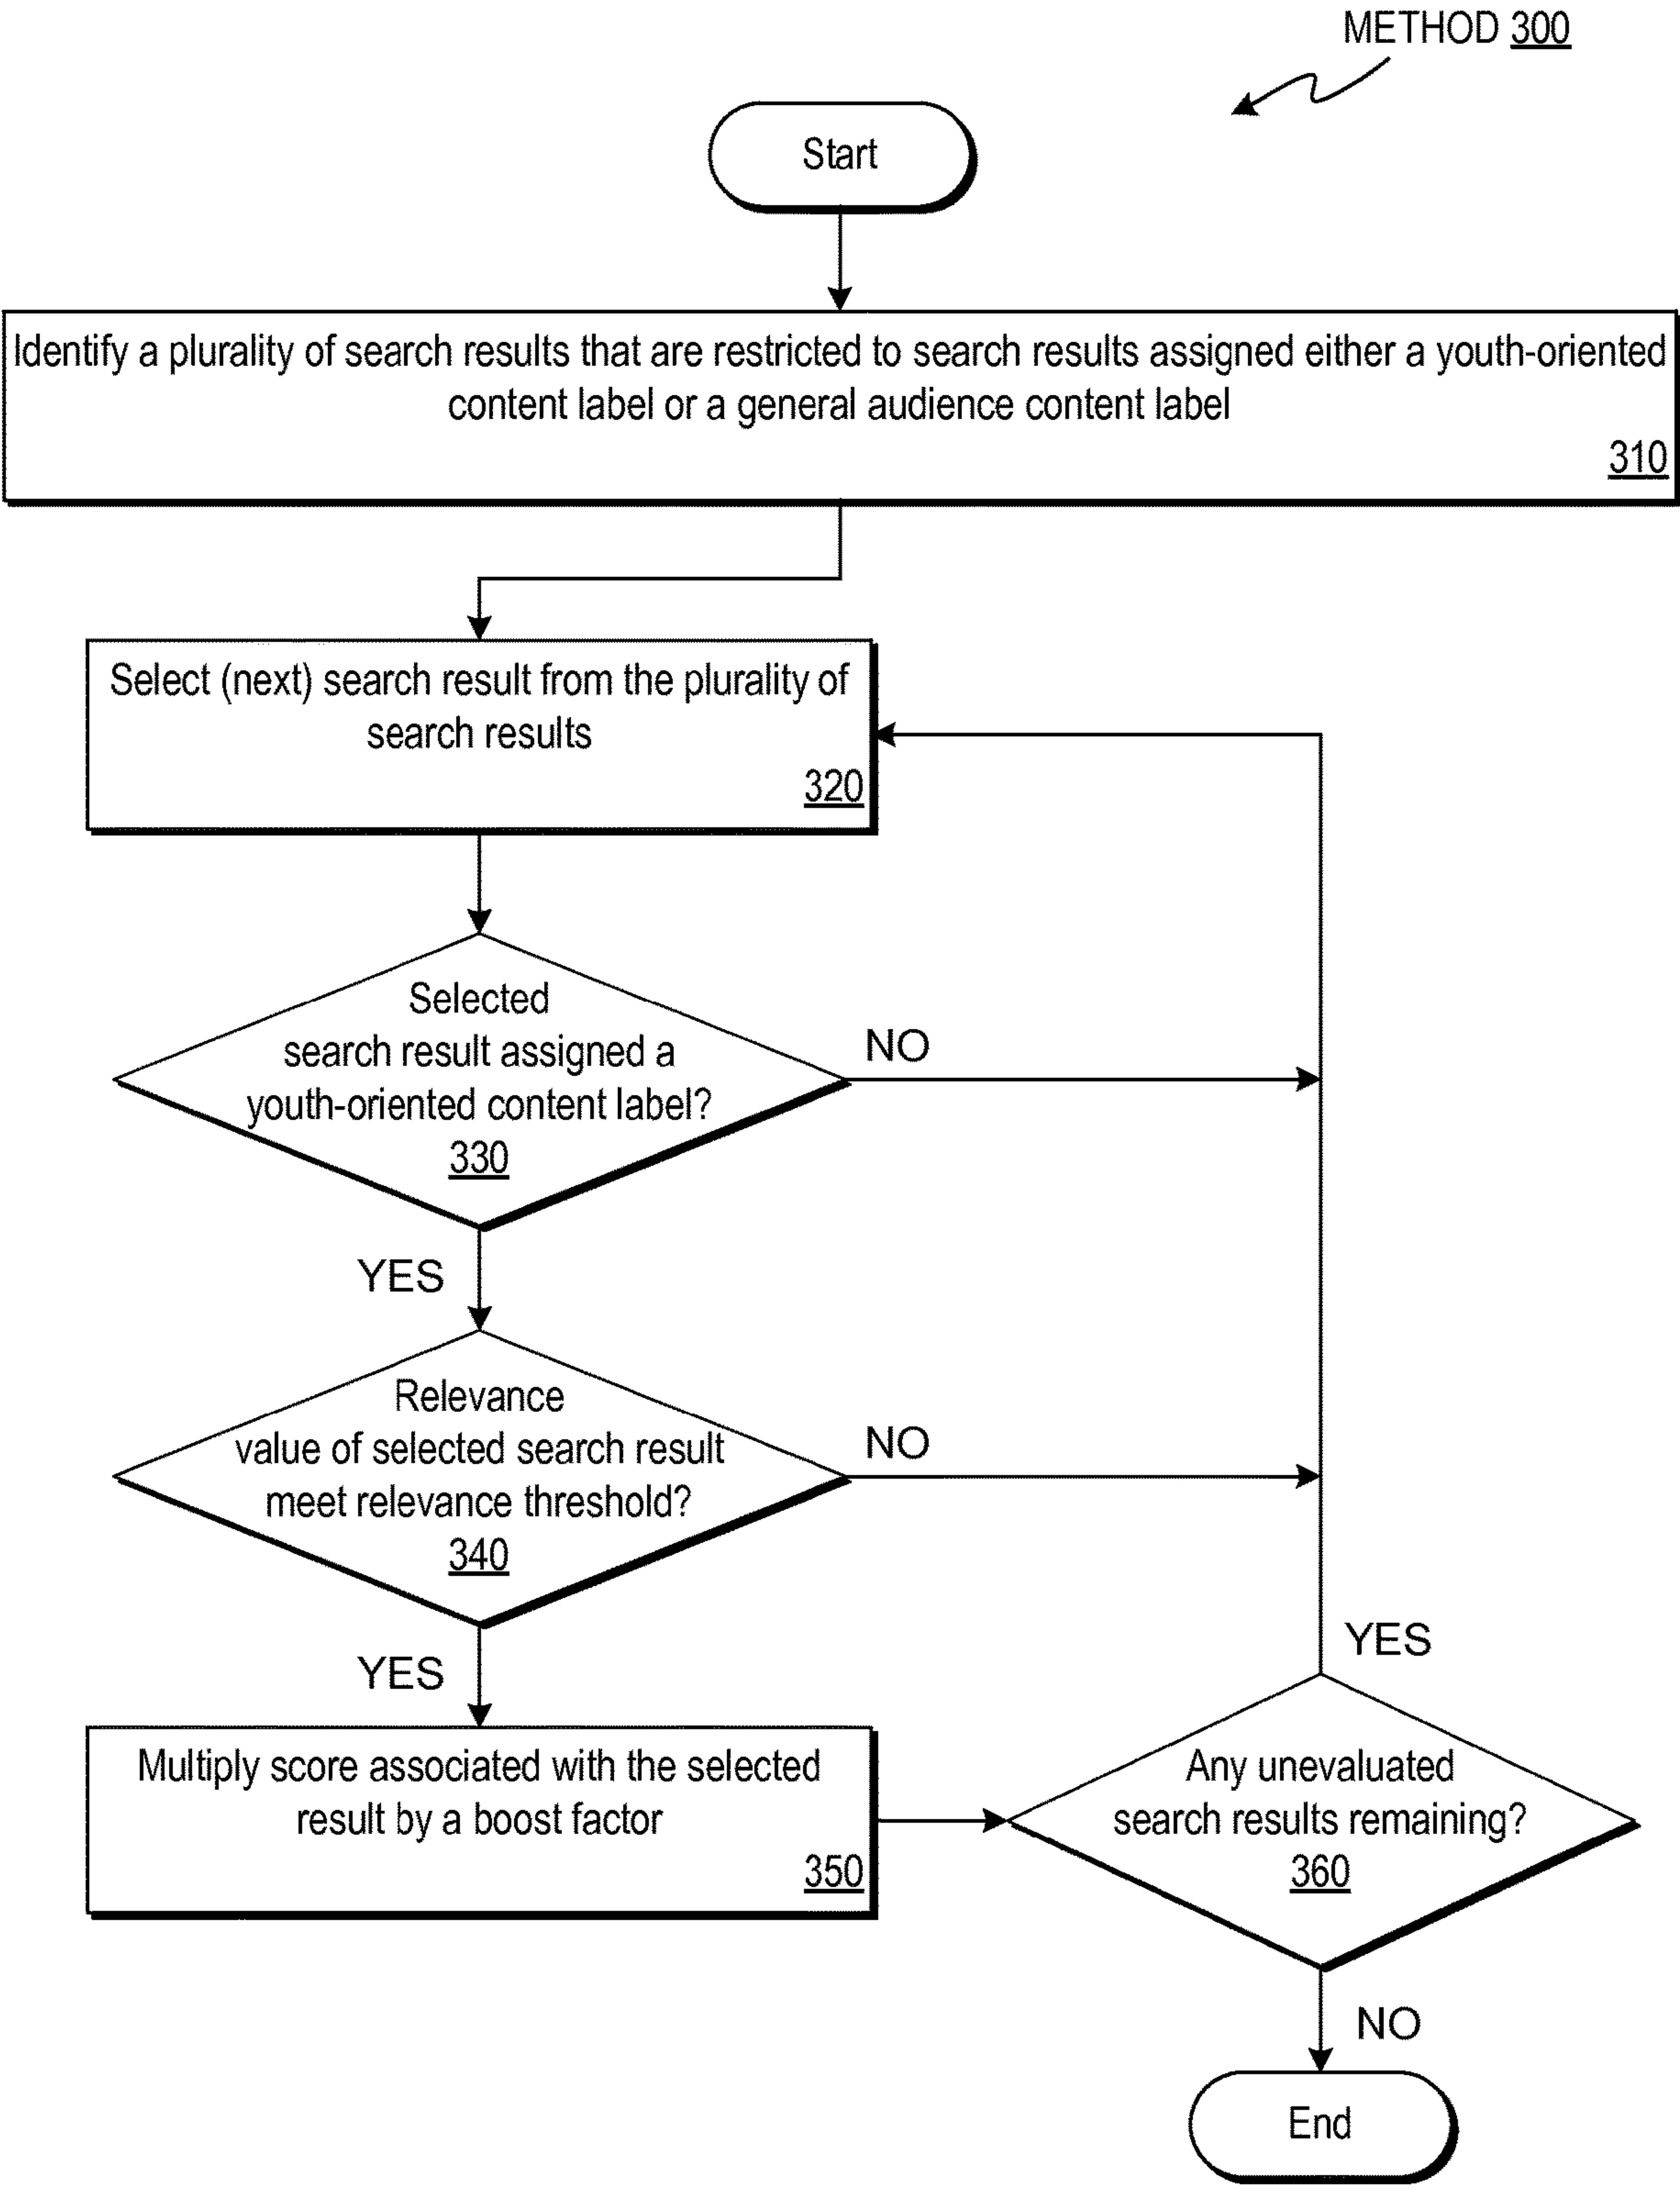 METHOD 300
Start
Identify a plurality of search results that are restricted to search results assigned either a youth-oriented
content label or a general audience content label
310
Select (next) search result from the plurality of
search results
320
Selected
search result assigned a
youth-oriented content label?
330
NO
YES
Relevance
value of selected search result
meet relevance threshold?
340
NO
YES
Multiply score associated with the selected
result by a boost factor
350
YES
Any unevaluated
search results remaining?
360
NO
End